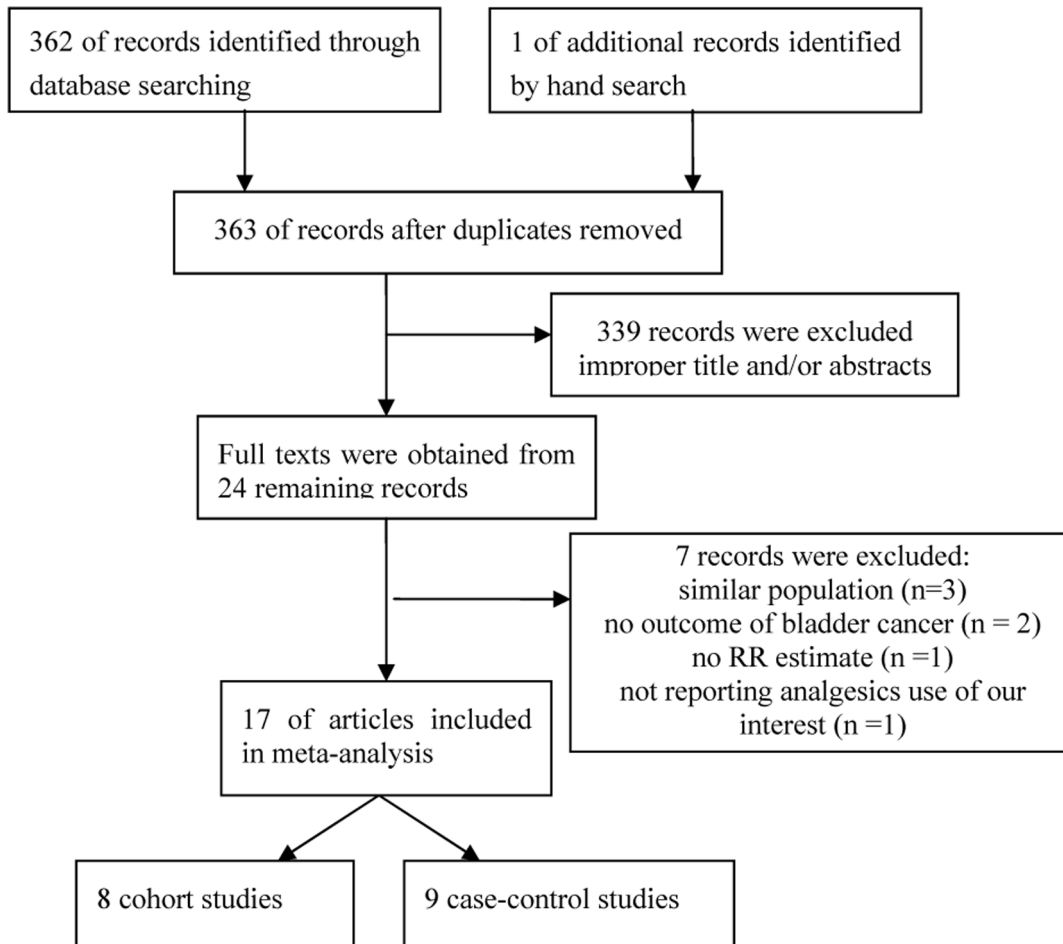 362 of records identified through
database searching
1 of additional records identified
by hand search
363 of records after duplicates removed
339 records were excluded
improper title and/or abstracts
Full texts were obtained from
24 remaining records
7 records were excluded:
similar population (n=3)
no outcome of bladder cancer (n = 2)
no RR estimate (n =1)
not reporting analgesics use of our
interest (n =1)
17 of articles included
in meta-analysis
8 cohort studies
9 case-control studies